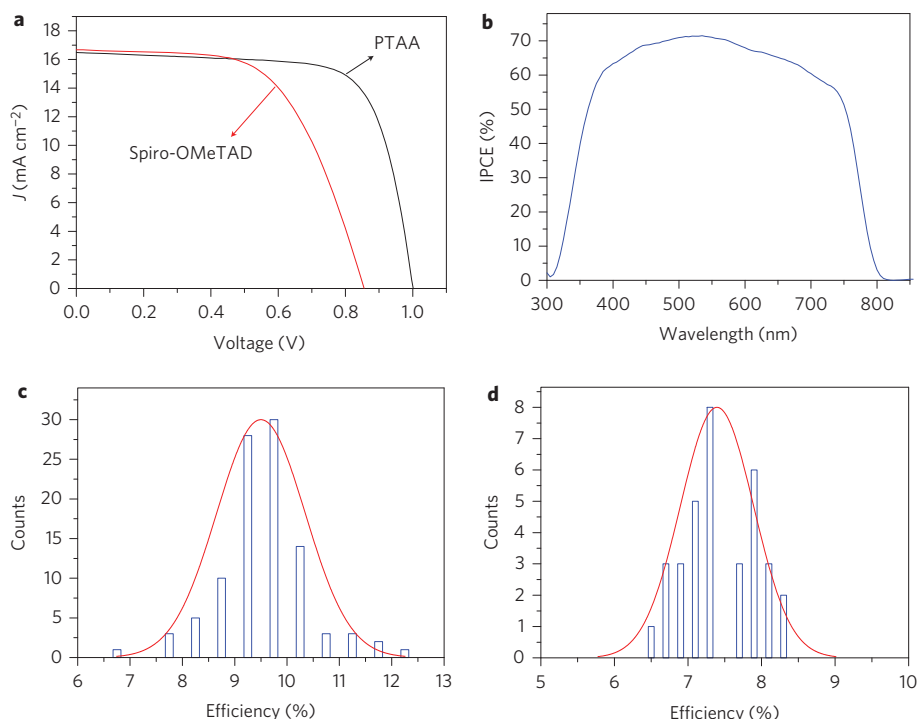 a
18
16
14
12
10
8
6
4
2
0
J (mA cm−2)
PTAA
Spiro-OMeTAD
0.0 0.2 0.4 0.6 0.8 1.0
Voltage (V)
b
70
60
50
40
30
20
10
0
IPCE (%)
300 400 500 600 700 800
Wavelength (nm)
c
30
25
20
15
10
5
0
Counts
6 7 8 9 10 11 12 13
Efficiency (%)
d
8
7
6
5
4
3
2
1
0
Counts
5 6 7 8 9 10
Efficiency (%)